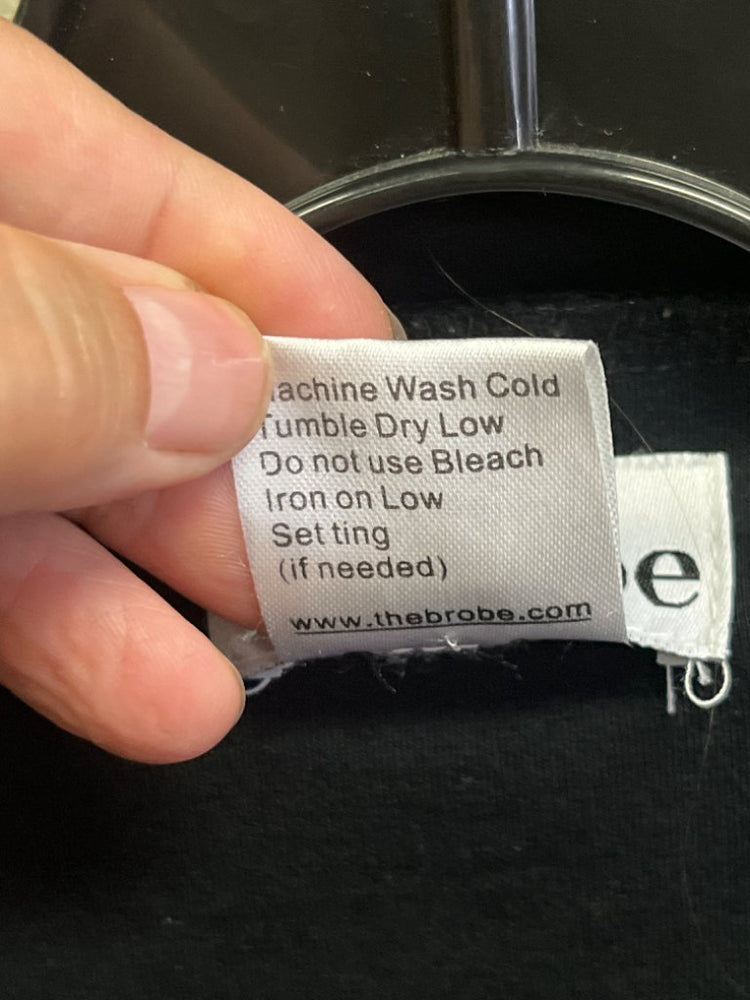 achine Wash Cold
Tumble Dry Low
Do not use Bleach
Iron on Low
Set ting
(if needed)
www.thebrobe.com
e